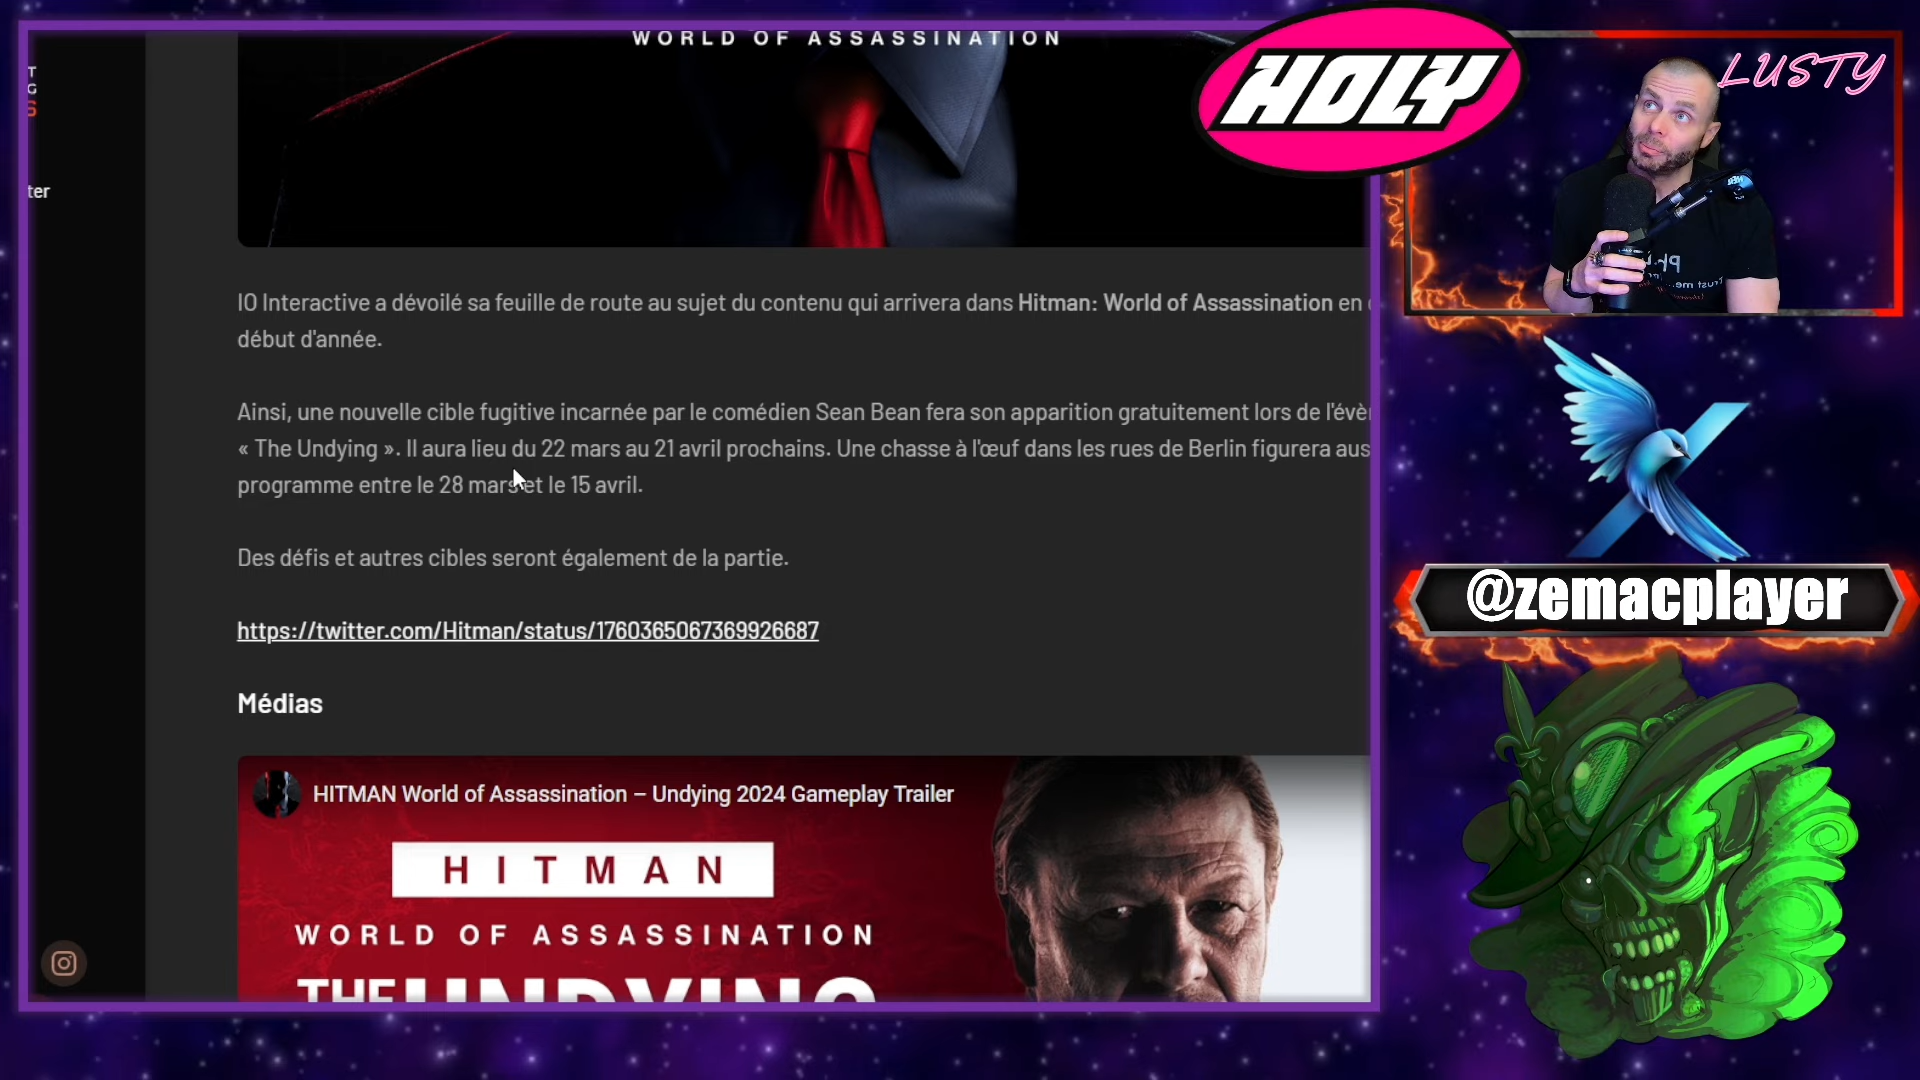 WORLD OF ASSASSINATION
HOLY
LUSTY
T
G
S
ter
IO Interactive a dévoilé sa feuille de route au sujet du contenu qui arrivera dans Hitman: World of Assassination en
début d'année.
Ainsi, une nouvelle cible fugitive incarnée par le comédien Sean Bean fera son apparition gratuitement lors de l'évè
« The Undying ». Il aura lieu du 22 mars au 21 avril prochains. Une chasse à l'œuf dans les rues de Berlin figurera aus
programme entre le 28 mars et le 15 avril.
Des défis et autres cibles seront également de la partie.
https://twitter.com/Hitman/status/1760365067369926687
Médias
HITMAN World of Assassination – Undying 2024 Gameplay Trailer
HITMAN
WORLD OF ASSASSINATION
THE UNDYING
@zemacplayer